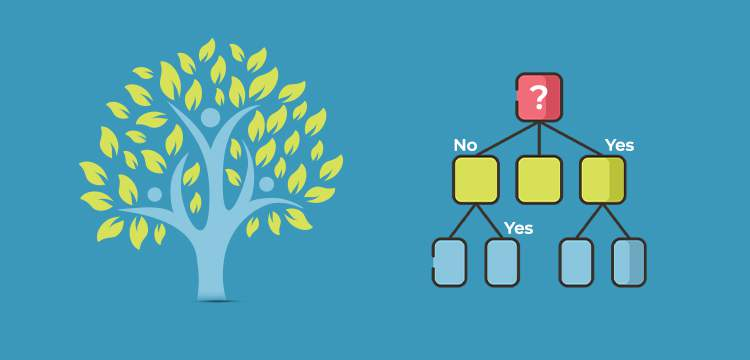 ?
No
Yes
Yes